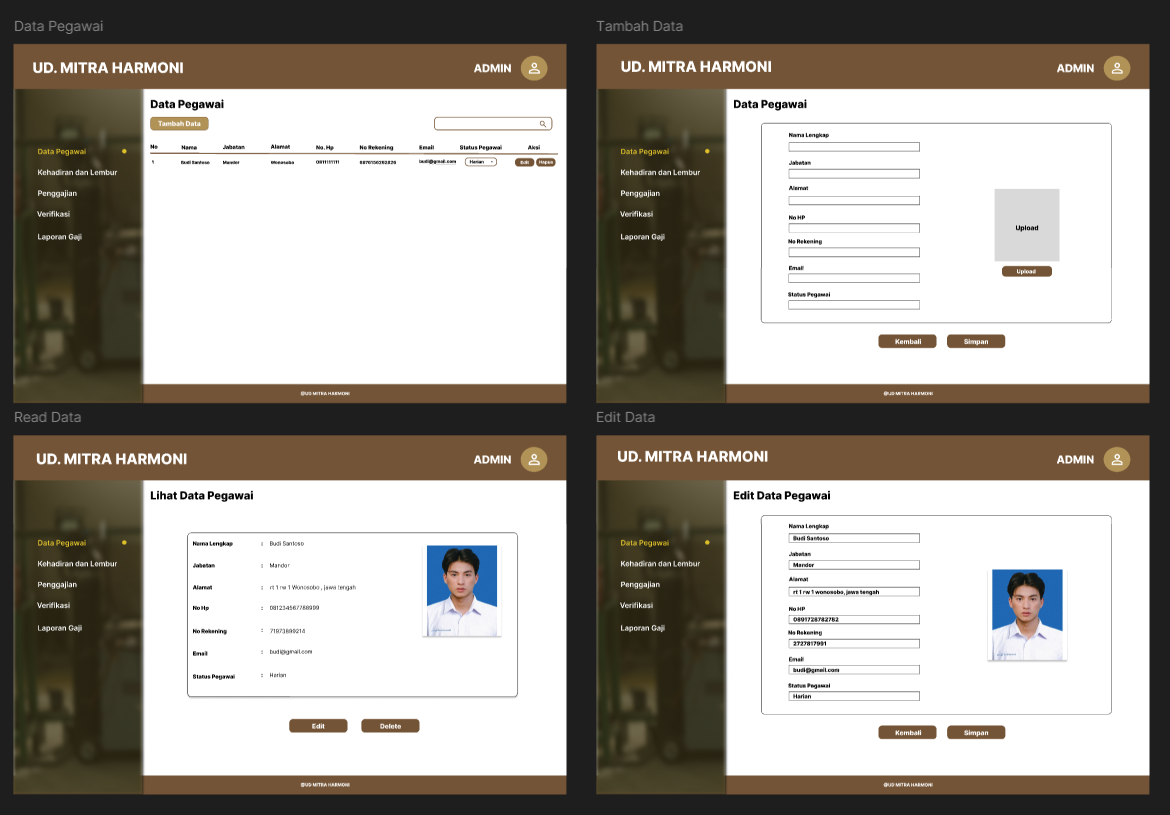 Data Pegawai
UD. MITRA HARMONI
ADMIN
Data Pegawai
Kehadiran dan Lembur
Penggajian
Verifikasi
Laporan Gaji
Data Pegawai
Tambah Data
No Nama Jabatan Alamat No. Hp No Rekening Email Status Pegawai Aksi
1 Budi Santoso Mandor Wonosobo budi@gmail.com Harian Edit Hapus
@UD MITRA HARMONI
Tambah Data
UD. MITRA HARMONI
ADMIN
Data Pegawai
Kehadiran dan Lembur
Penggajian
Verifikasi
Laporan Gaji
Data Pegawai
Nama Lengkap
Jabatan
Alamat
No HP
No Rekening
Email
Status Pegawai
Upload
Upload
Kembali
Simpan
@UD MITRA HARMONI
Read Data
UD. MITRA HARMONI
ADMIN
Data Pegawai
Kehadiran dan Lembur
Penggajian
Verifikasi
Laporan Gaji
Lihat Data Pegawai
Nama Lengkap : Budi Santoso
Jabatan : Mandor
Alamat : rt 1 rw 1 Wonosobo , jawa tengah
No Hp : 081234567788999
No Rekening : 71973899214
Email : budi@gmail.com
Status Pegawai : Harian
Edit
Delete
@UD MITRA HARMONI
Edit Data
UD. MITRA HARMONI
ADMIN
Data Pegawai
Kehadiran dan Lembur
Penggajian
Verifikasi
Laporan Gaji
Edit Data Pegawai
Nama Lengkap
Budi Santoso
Jabatan
Mandor
Alamat
rt 1 rw 1 wonosobo, jawa tengah
No HP
0891728782782
No Rekening
2727817991
Email
budi@gmail.com
Status Pegawai
Harian
Kembali
Simpan
@UD MITRA HARMONI